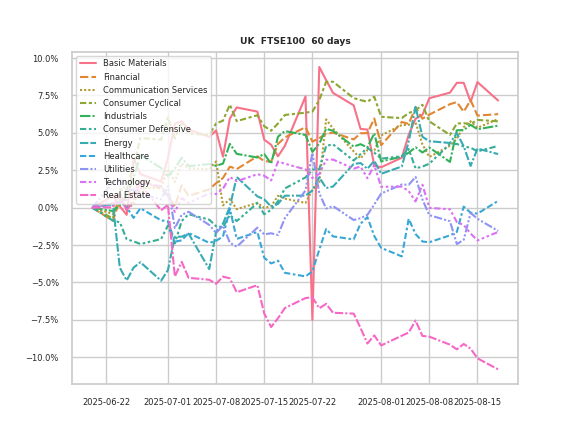 UK  FTSE100  60 days
10.0%
7.5%
5.0%
2.5%
0.0%
−2.5%
−5.0%
−7.5%
−10.0%
Basic Materials
Financial
Communication Services
Consumer Cyclical
Industrials
Consumer Defensive
Energy
Healthcare
Utilities
Technology
Real Estate
2025-06-22 2025-07-01 2025-07-08 2025-07-15 2025-07-22 2025-08-01 2025-08-08 2025-08-15